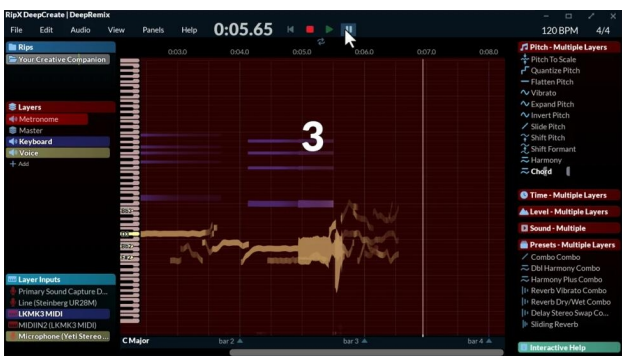 RipX DeepCreate | DeepRemix
File Edit Audio View Panels Help 0:05.65 120 BPM 4/4
Rips
Your Creative Companion
Layers
Metronome
Master
Keyboard
Voice
+ Add
Layer Inputs
Primary Sound Capture D...
Line (Steinberg UR28M)
LKMK3 MIDI
MIDIIN2 (LKMK3 MIDI)
Microphone (Yeti Stereo ...
0:03.0 0:04.0 0:05.0 0:06.0 0:07.0 0:08.0
3
C Major bar 2 bar 3 bar 4
Pitch - Multiple Layers
Pitch To Scale
Quantize Pitch
Flatten Pitch
Vibrato
Expand Pitch
Invert Pitch
Slide Pitch
Shift Pitch
Shift Formant
Harmony
Chord
Time - Multiple Layers
Level - Multiple Layers
Sound - Multiple
Presets - Multiple Layers
Combo Combo
Dbl Harmony Combo
Harmony Plus Combo
Reverb Vibrato Combo
Reverb Dry/Wet Combo
Delay Stereo Swap Co...
Sliding Reverb
Interactive Help